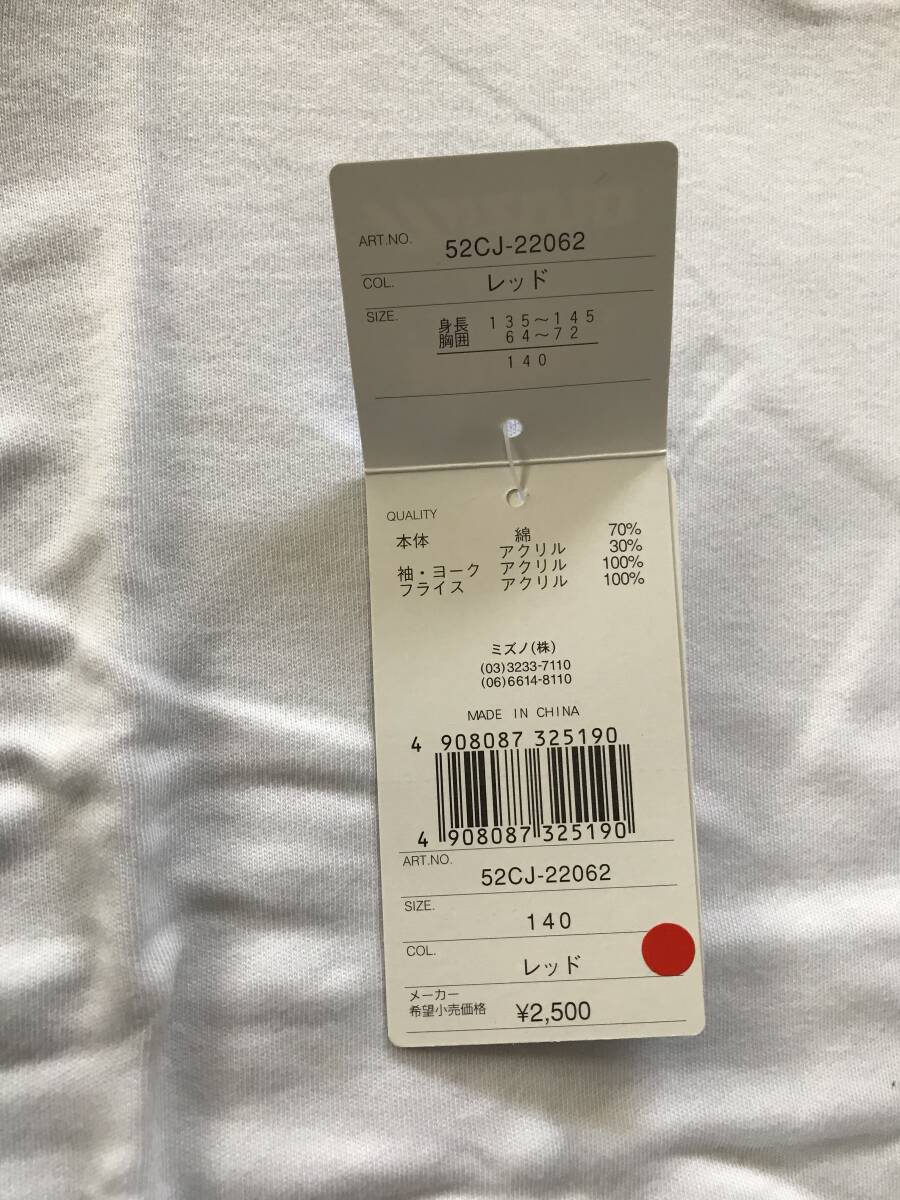 ART.NO. 52CJ-22062
COL. レッド
SIZE. 身長 135~145
胸囲 64~72
140
QUALITY
本体 綿 70%
アクリル 30%
袖・ヨーク アクリル 100%
フライス アクリル 100%
ミズノ(株)
(03)3233-7110
(06)6614-8110
MADE IN CHINA
4 908087 325190
4 908087 325190
ART.NO.
52CJ-22062
SIZE.
140
COL.
レッド
メーカー
希望小売価格 ¥2,500